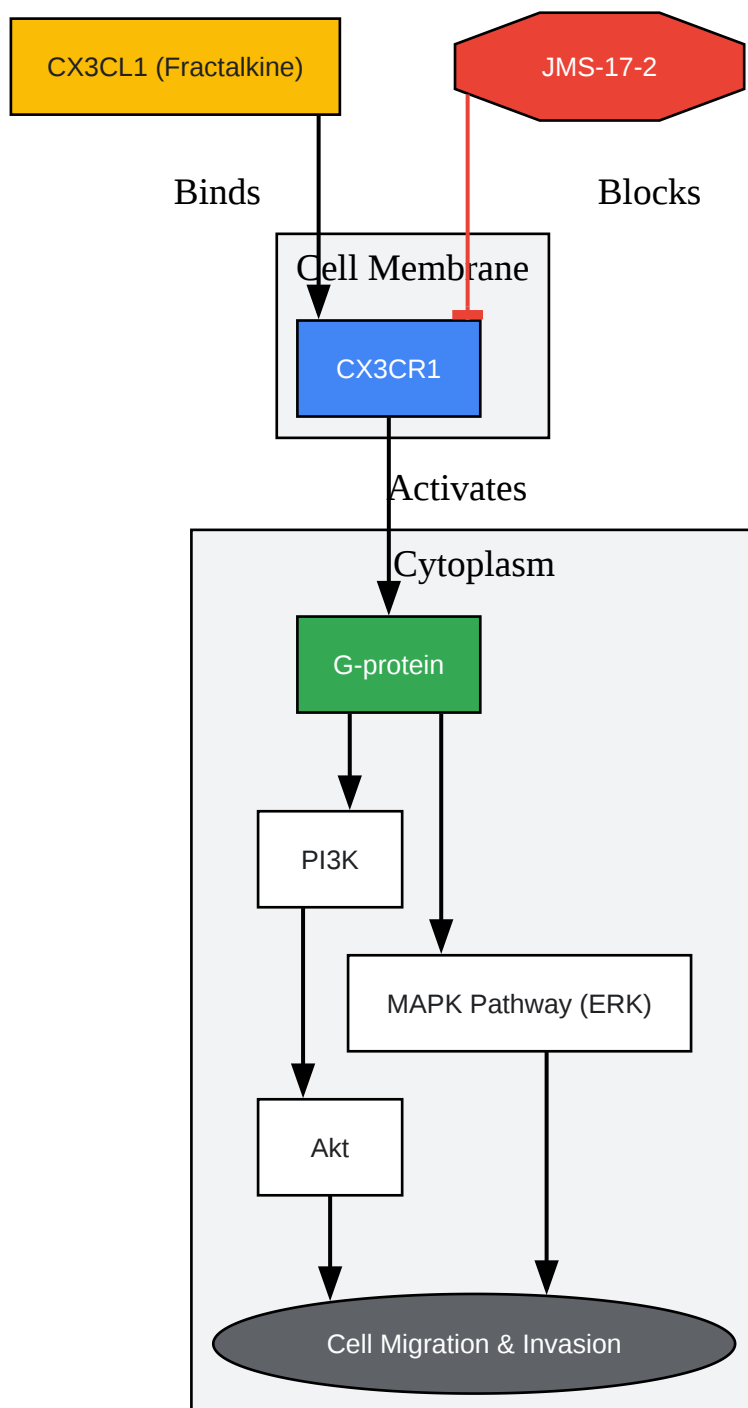 CX3CL1 (Fractalkine)
JMS-17-2
Binds
Blocks
Cell Membrane
CX3CR1
Activates
Cytoplasm
G-protein
PI3K
MAPK Pathway (ERK)
Akt
Cell Migration & Invasion